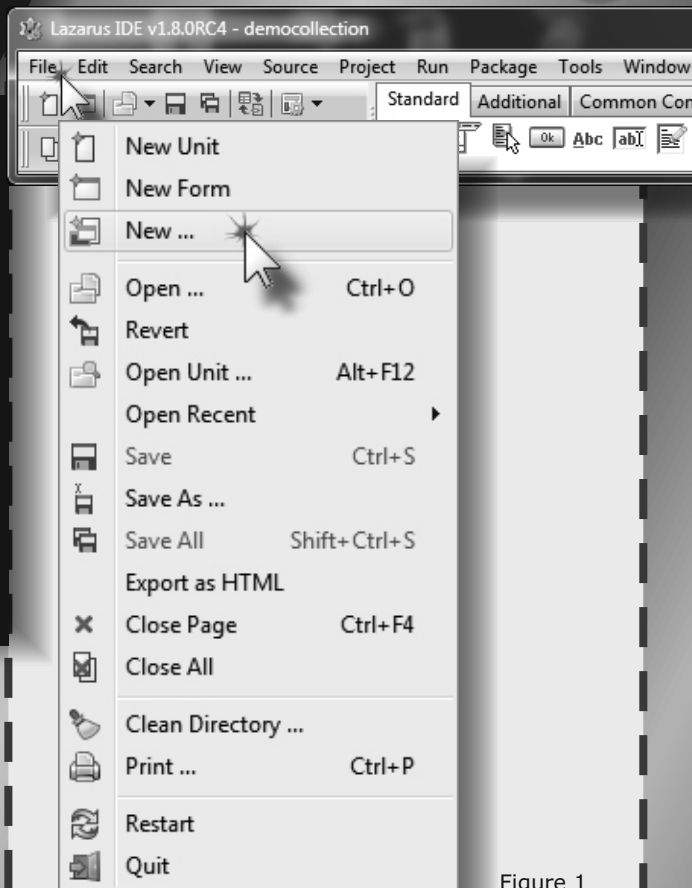 Lazarus IDE v1.8.0RC4 - democollection
File Edit Search View Source Project Run Package Tools Window
Standard Additional Common Con
Ok Abc abI
New Unit
New Form
New ...
Open ... Ctrl+O
Revert
Open Unit ... Alt+F12
Open Recent
Save Ctrl+S
Save As ...
Save All Shift+Ctrl+S
Export as HTML
Close Page Ctrl+F4
Close All
Clean Directory ...
Print ... Ctrl+P
Restart
Quit
Figure 1